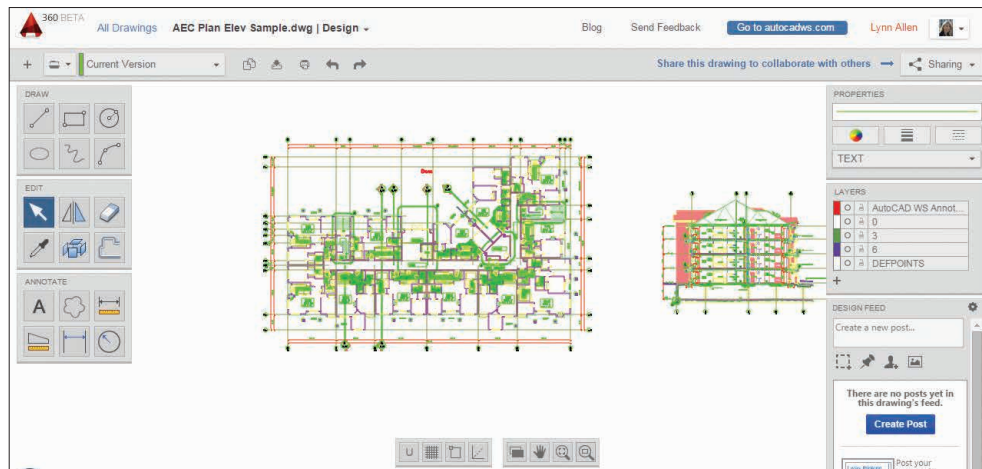 360 BETA
All Drawings
AEC Plan Elev Sample.dwg | Design
Blog
Send Feedback
Go to autocadws.com
Lynn Allen
Current Version
Share this drawing to collaborate with others
Sharing
DRAW
EDIT
ANNOTATE
A
PROPERTIES
TEXT
LAYERS
AutoCAD WS Annot...
0
3
6
DEFPOINTS
DESIGN FEED
Create a new post...
There are no posts yet in
this drawing's feed.
Create Post
Post your